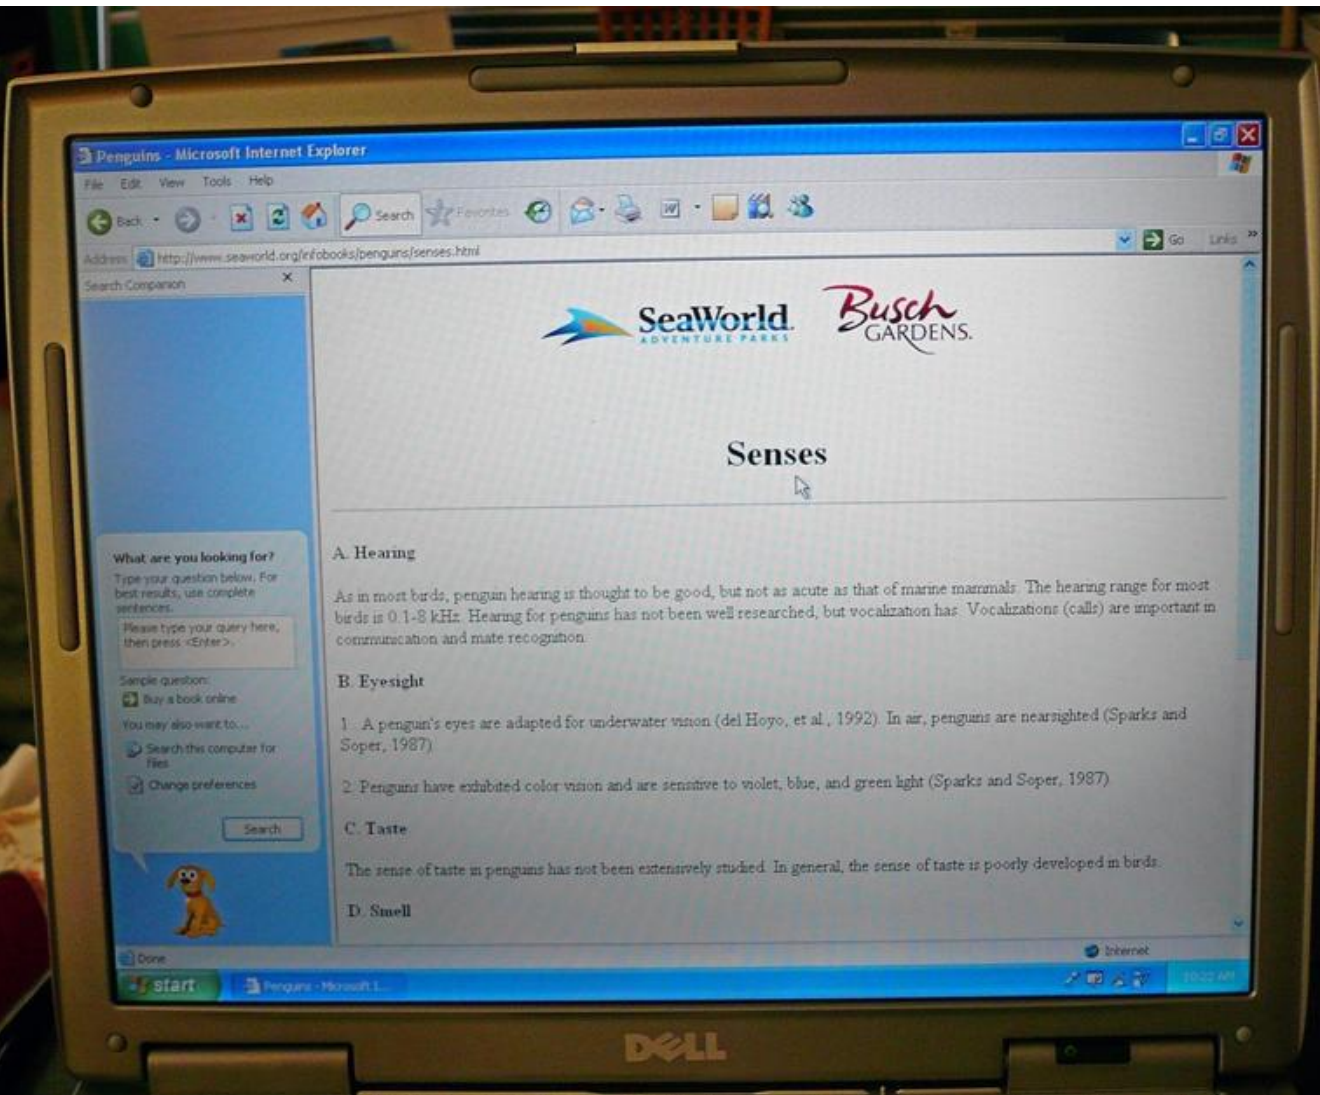 Penguins - Microsoft Internet Explorer
File Edit View Tools Help
Back Search Favorites
Address http://www.seaworld.org/infobooks/penguins/senses.html Go Links
Search Companion
SeaWorld. Busch
ADVENTURE PARKS GARDENS.
Senses
What are you looking for?
Type your question below. For
best results, use complete
sentences.
Please type your query here,
then press <Enter>.
Sample question:
Buy a book online
You may also want to...
Search this computer for
files
Change preferences
Search
A. Hearing
As in most birds, penguin hearing is thought to be good, but not as acute as that of marine mammals. The hearing range for most
birds is 0.1-8 kHz. Hearing for penguins has not been well researched, but vocalization has. Vocalizations (calls) are important in
communication and mate recognition.
B. Eyesight
1. A penguin's eyes are adapted for underwater vision (del Hoyo, et al., 1992). In air, penguins are nearsighted (Sparks and
Soper, 1987).
2. Penguins have exhibited color vision and are sensitive to violet, blue, and green light (Sparks and Soper, 1987).
C. Taste
The sense of taste in penguins has not been extensively studied. In general, the sense of taste is poorly developed in birds.
D. Smell
Done Internet
start Penguins - Microsoft I... 10:22 AM
DELL